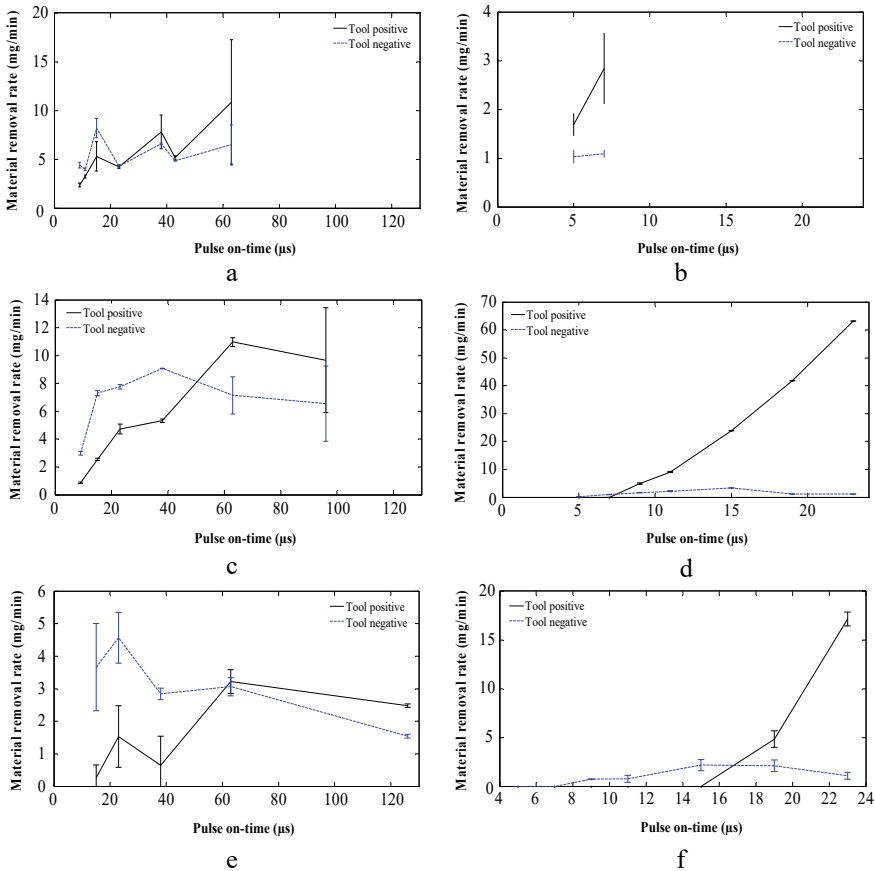 Material removal rate (mg/min)
20
15
10
5
0
Tool positive
Tool negative
0 20 40 60 80 100 120
Pulse on-time (μs)
a
Material removal rate (mg/min)
4
3
2
1
0
Tool positive
Tool negative
0 5 10 15 20
Pulse on-time (μs)
b
Material removal rate (mg/min)
14
12
10
8
6
4
2
0
Tool positive
Tool negative
0 20 40 60 80 100 120
Pulse on-time (μs)
c
Material removal rate (mg/min)
70
60
50
40
30
20
10
0
Tool positive
Tool negative
0 5 10 15 20
Pulse on-time (μs)
d
Material removal rate (mg/min)
6
5
4
3
2
1
0
Tool positive
Tool negative
0 20 40 60 80 100 120
Pulse on-time (μs)
e
Material removal rate (mg/min)
20
15
10
5
0
Tool positive
Tool negative
4 6 8 10 12 14 16 18 20 22 24
Pulse on-time (μs)
f